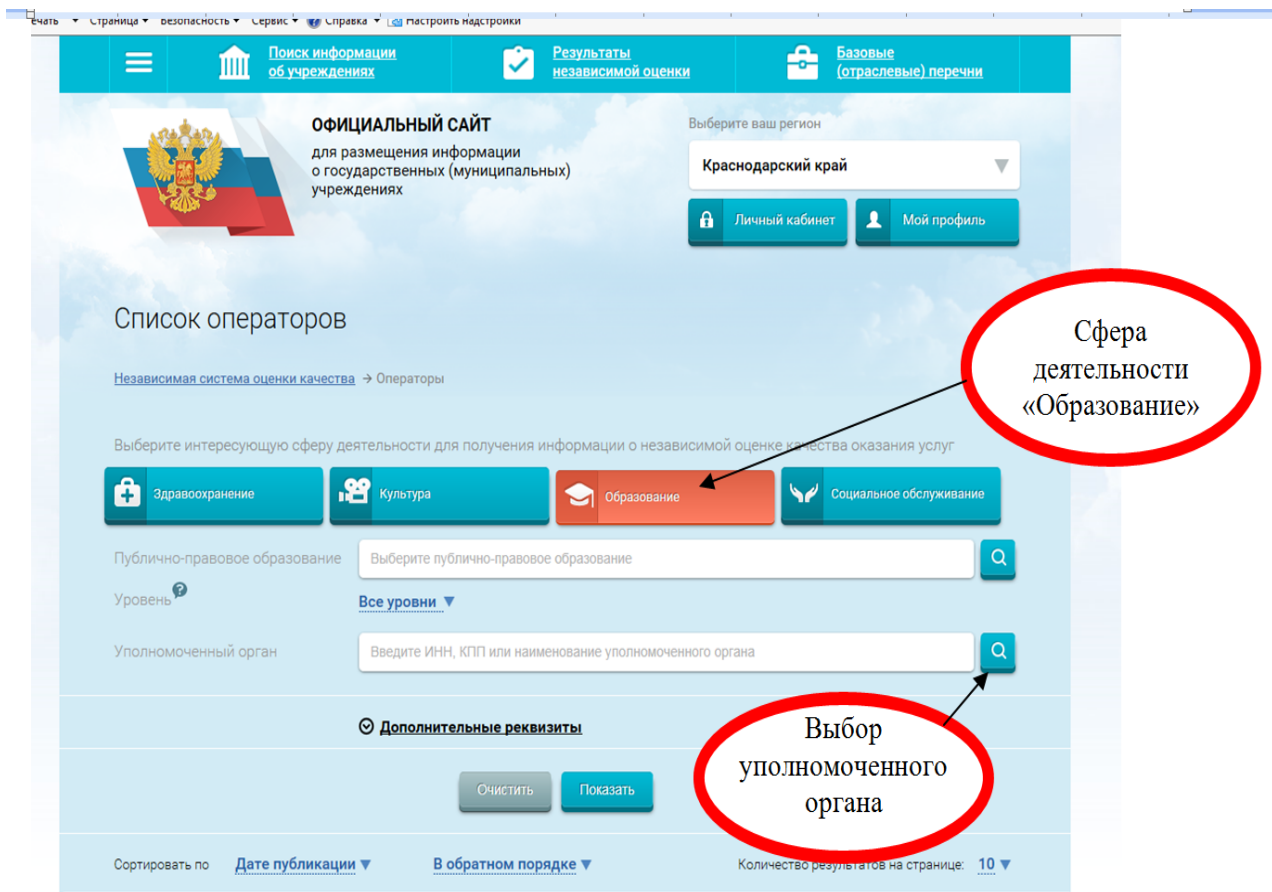 ечать Страница Безопасность Сервис Справка Настроить надстройки
Поиск информации
об учреждениях
Результаты
независимой оценки
Базовые
(отраслевые) перечни
ОФИЦИАЛЬНЫЙ САЙТ
для размещения информации
о государственных (муниципальных)
учреждениях
Выберите ваш регион
Краснодарский край
Личный кабинет
Мой профиль
Список операторов
Сфера
деятельности
«Образование»
Независимая система оценки качества → Операторы
Выберите интересующую сферу деятельности для получения информации о независимой оценке качества оказания услуг
Здравоохранение
Культура
Образование
Социальное обслуживание
Публично-правовое образование
Выберите публично-правовое образование
Уровень ?
Все уровни
Уполномоченный орган
Введите ИНН, КПП или наименование уполномоченного органа
Дополнительные реквизиты
Выбор
уполномоченного
органа
Очистить
Показать
Сортировать по Дате публикации В обратном порядке Количество результатов на странице: 10